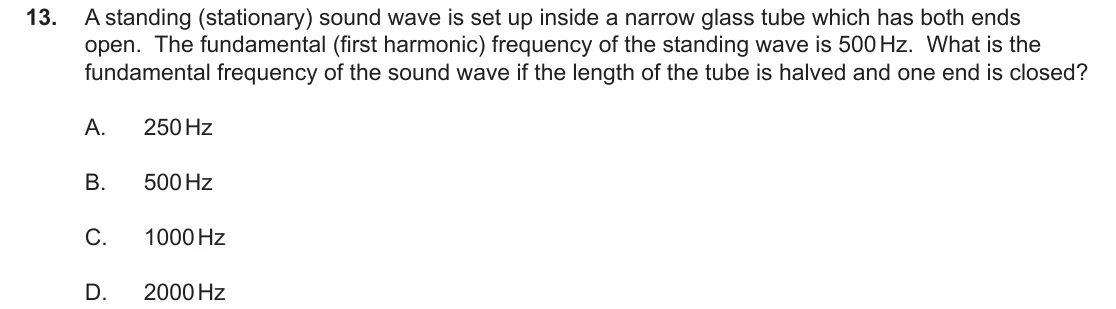 13. A standing (stationary) sound wave is set up inside a narrow glass tube which has both ends
open. The fundamental (first harmonic) frequency of the standing wave is 500 Hz. What is the
fundamental frequency of the sound wave if the length of the tube is halved and one end is closed?
A. 250 Hz
B. 500 Hz
C. 1000 Hz
D. 2000 Hz